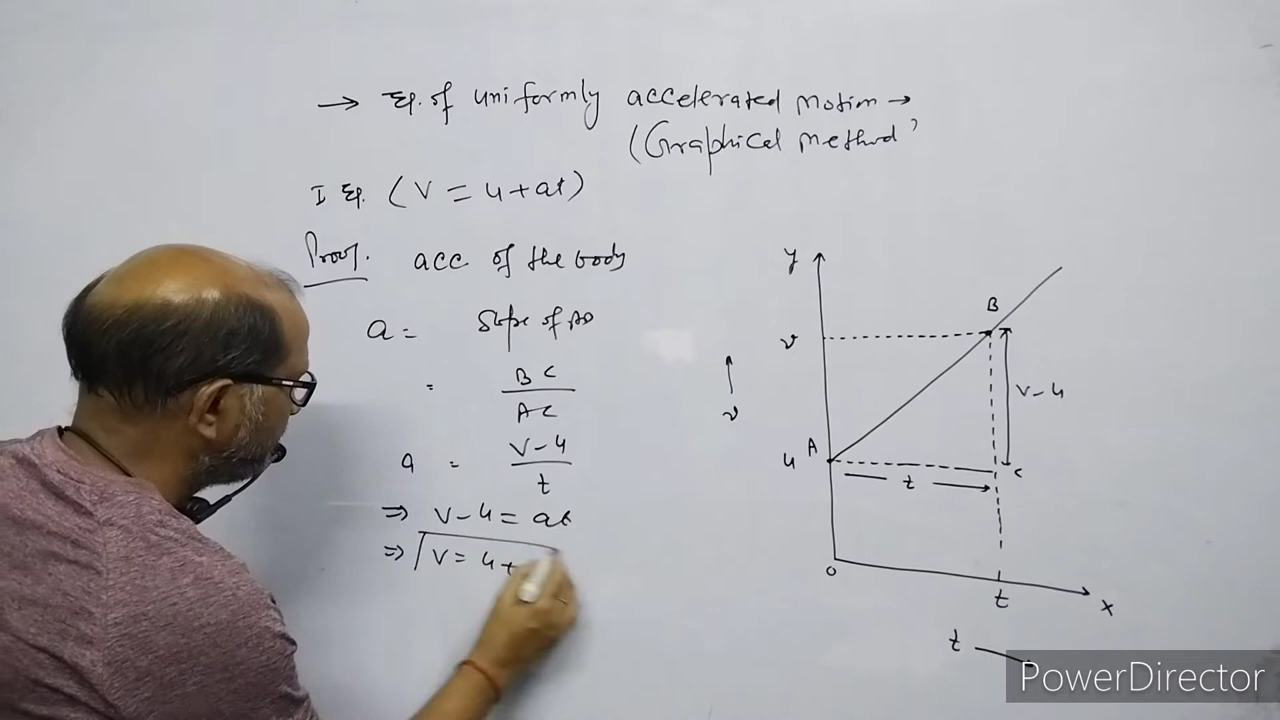 → Eq. of uniformly accelerated Motion →
(Graphical method)
I Eq. (V = u + at)
Proof. acc of the body
a = Slope of AB
= BC
AC
a = V - u
t
⇒ V - u = at
⇒ V = u +
y
B
v
V - u
v
A
u
C
t
O
t
x
t
PowerDirector